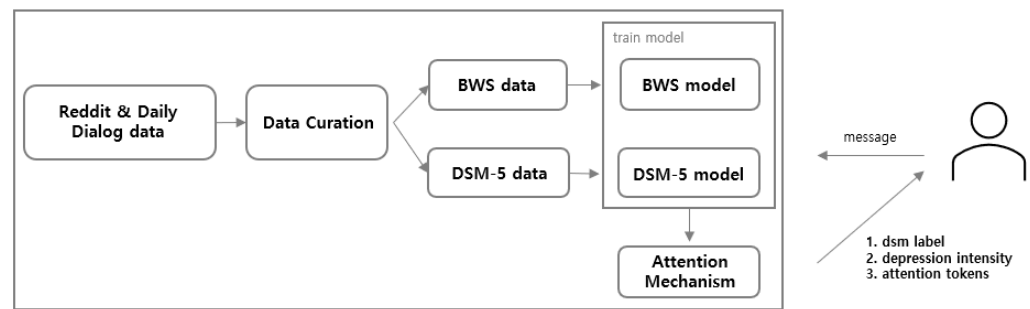 train model
Reddit & Daily
Dialog data
Data Curation
BWS data
BWS model
DSM-5 data
DSM-5 model
Attention
Mechanism
message
1. dsm label
2. depression intensity
3. attention tokens